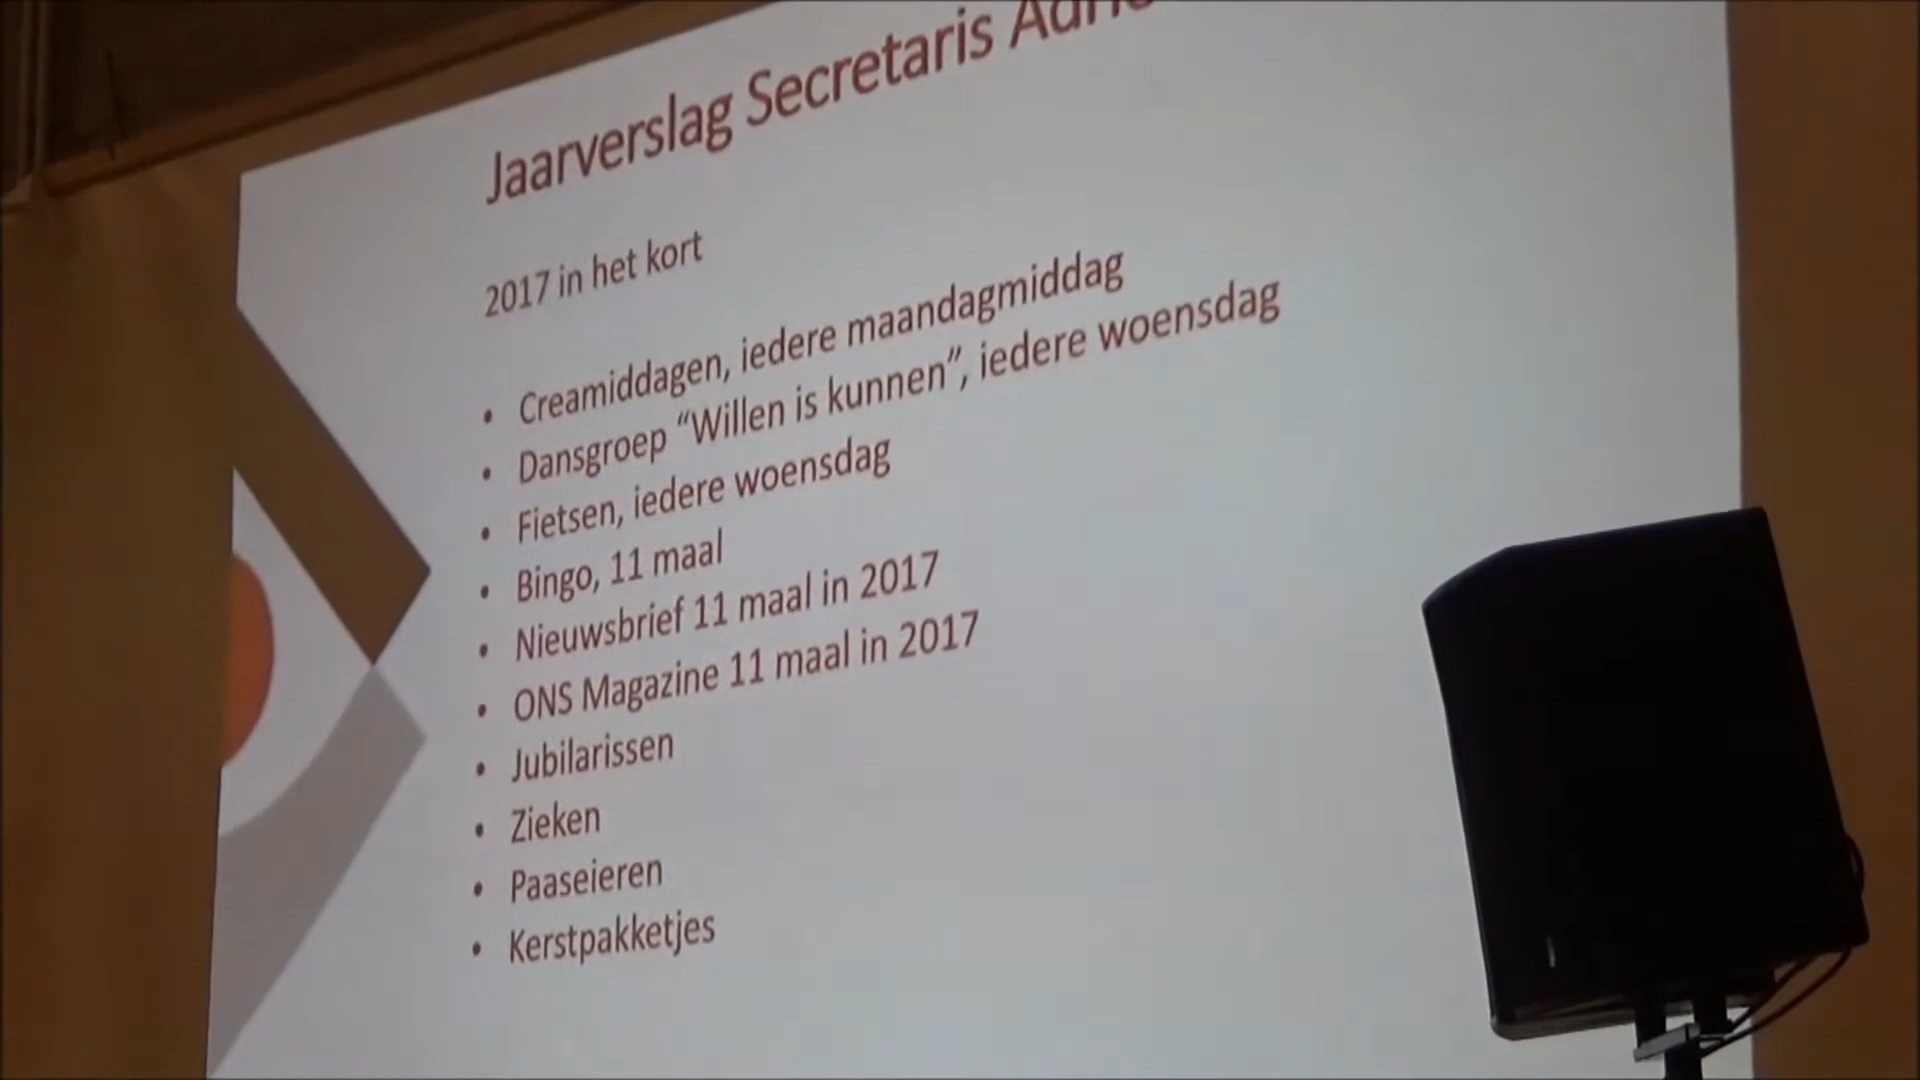 Jaarverslag Secretaris
2017 in het kort
• Creamiddagen, iedere maandagmiddag
• Dansgroep “Willen is kunnen”, iedere woensdag
• Fietsen, iedere woensdag
• Bingo, 11 maal
• Nieuwsbrief 11 maal in 2017
• ONS Magazine 11 maal in 2017
• Jubilarissen
• Zieken
• Paaseieren
• Kerstpakketjes